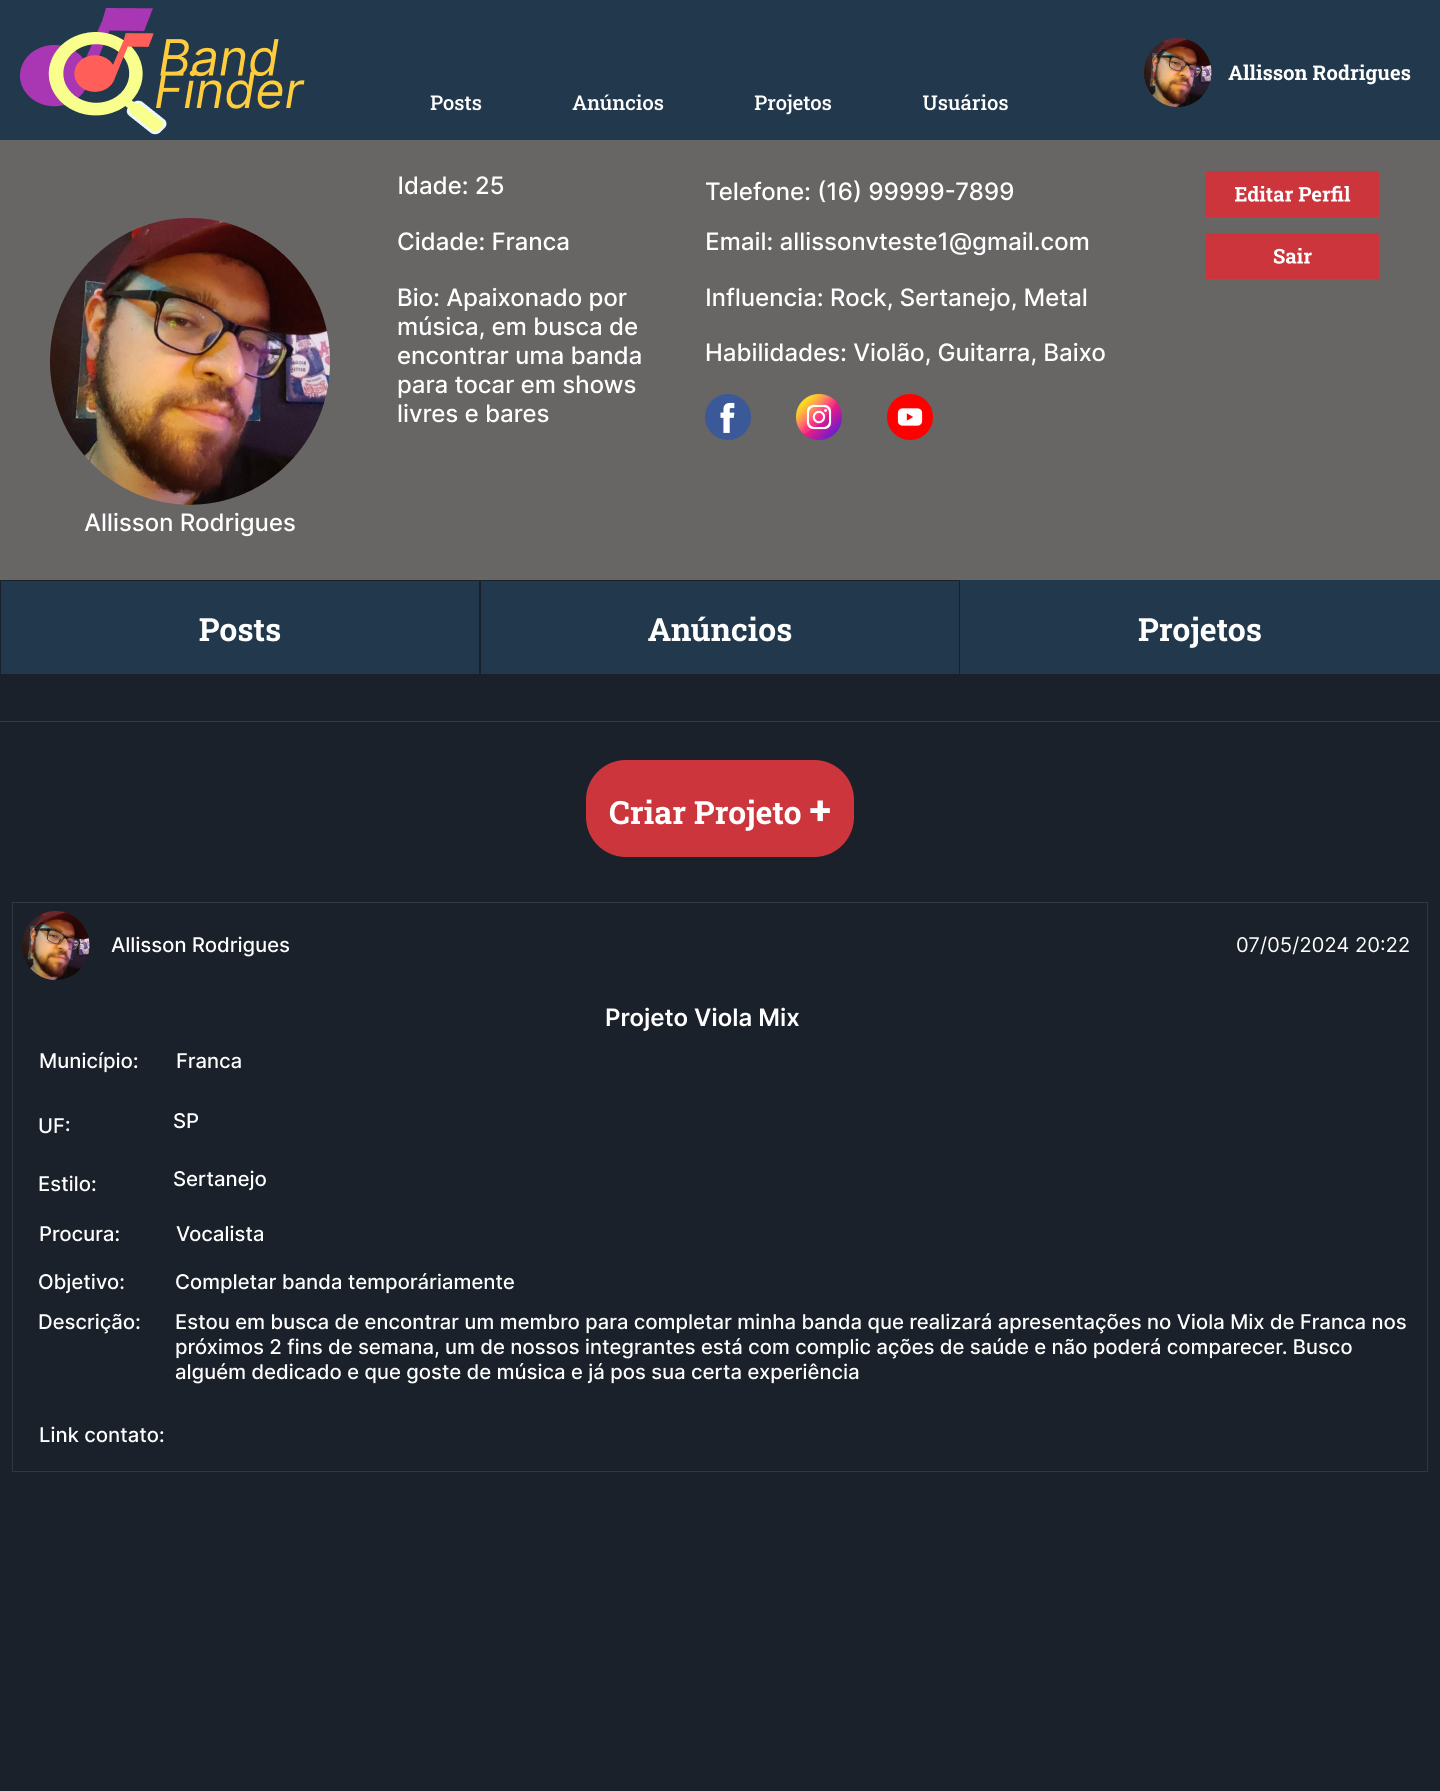 Band
Finder
Posts
Anúncios
Projetos
Usuários
Allisson Rodrigues
Idade: 25
Cidade: Franca
Bio: Apaixonado por
música, em busca de
encontrar uma banda
para tocar em shows
livres e bares
Telefone: (16) 99999-7899
Email: allissonvteste1@gmail.com
Influencia: Rock, Sertanejo, Metal
Habilidades: Violão, Guitarra, Baixo
Editar Perfil
Sair
Allisson Rodrigues
Posts
Anúncios
Projetos
Criar Projeto +
Allisson Rodrigues
07/05/2024 20:22
Projeto Viola Mix
Município: Franca
UF: SP
Estilo: Sertanejo
Procura: Vocalista
Objetivo: Completar banda temporáriamente
Descrição: Estou em busca de encontrar um membro para completar minha banda que realizará apresentações no Viola Mix de Franca nos
próximos 2 fins de semana, um de nossos integrantes está com complic ações de saúde e não poderá comparecer. Busco
alguém dedicado e que goste de música e já pos sua certa experiência
Link contato: